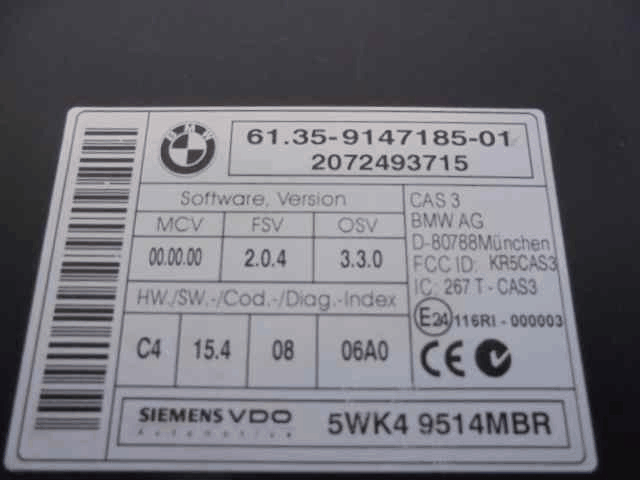 BMW
61.35-9147185-01
2072493715
Software, Version
MCV FSV OSV
00.00.00 2.0.4 3.3.0
HW./SW.-/Cod.-/Diag.-Index
C4 15.4 08 06A0
CAS 3
BMW AG
D-80788München
FCC ID: KR5CAS3
IC: 267 T - CAS3
E24 116RI - 000003
CE
SIEMENS VDO
Automotive
5WK4 9514MBR